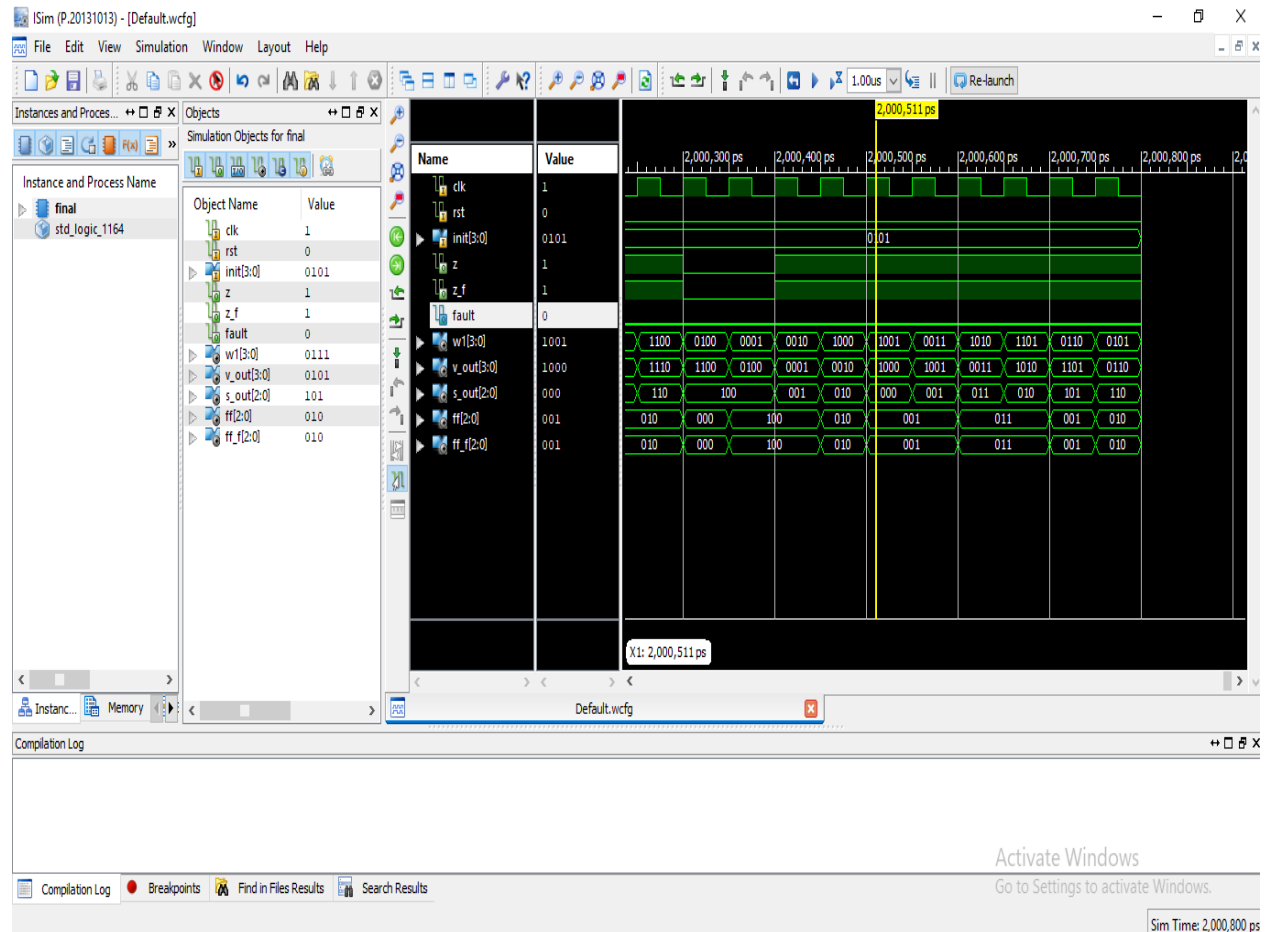 ISim (P.20131013) - [Default.wcfg]
File Edit View Simulation Window Layout Help
1.00us Re-launch
Instances and Proces...
F(x)
»
Instance and Process Name
final
std_logic_1164
Objects
Simulation Objects for final
Object Name Value
clk 1
rst 0
init[3:0] 0101
z 1
z_f 1
fault 0
w1[3:0] 0111
v_out[3:0] 0101
s_out[2:0] 101
ff[2:0] 010
ff_f[2:0] 010
2,000,511 ps
Name Value 2,000,300 ps 2,000,400 ps 2,000,500 ps 2,000,600 ps 2,000,700 ps 2,000,800 ps 2,0
clk 1
rst 0
init[3:0] 0101 0101
z 1
z_f 1
fault 0
w1[3:0] 1001 1100 0100 0001 0010 1000 1001 0011 1010 1101 0110 0101
v_out[3:0] 1000 1110 1100 0100 0001 0010 1000 1001 0011 1010 1101 0110
s_out[2:0] 000 110 100 001 010 000 001 011 010 101 110
ff[2:0] 001 010 000 100 010 001 011 001 010
ff_f[2:0] 001 010 000 100 010 001 011 001 010
X1: 2,000,511 ps
Instanc... Memory
Default.wcfg
Compilation Log
Activate Windows
Go to Settings to activate Windows.
Compilation Log Breakpoints Find in Files Results Search Results
Sim Time: 2,000,800 ps